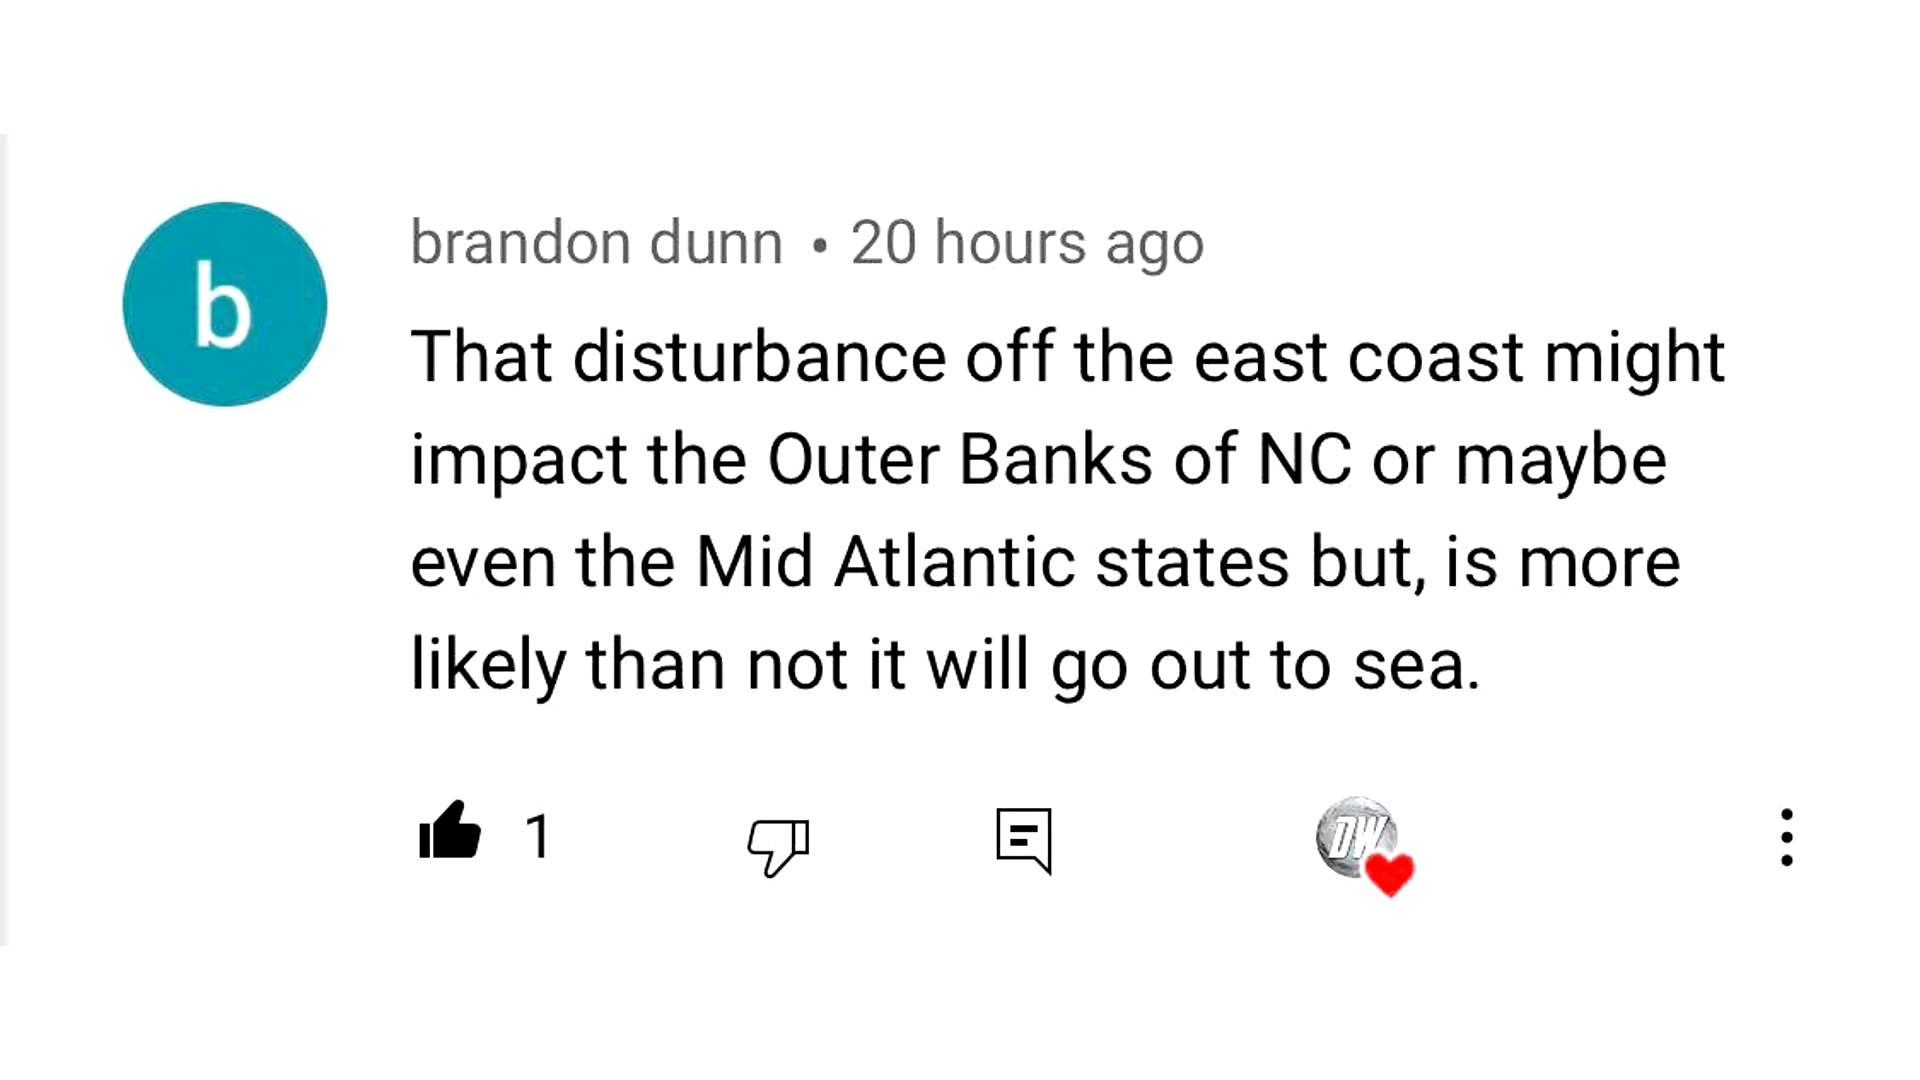 b
brandon dunn • 20 hours ago
That disturbance off the east coast might
impact the Outer Banks of NC or maybe
even the Mid Atlantic states but, is more
likely than not it will go out to sea.
1
DW